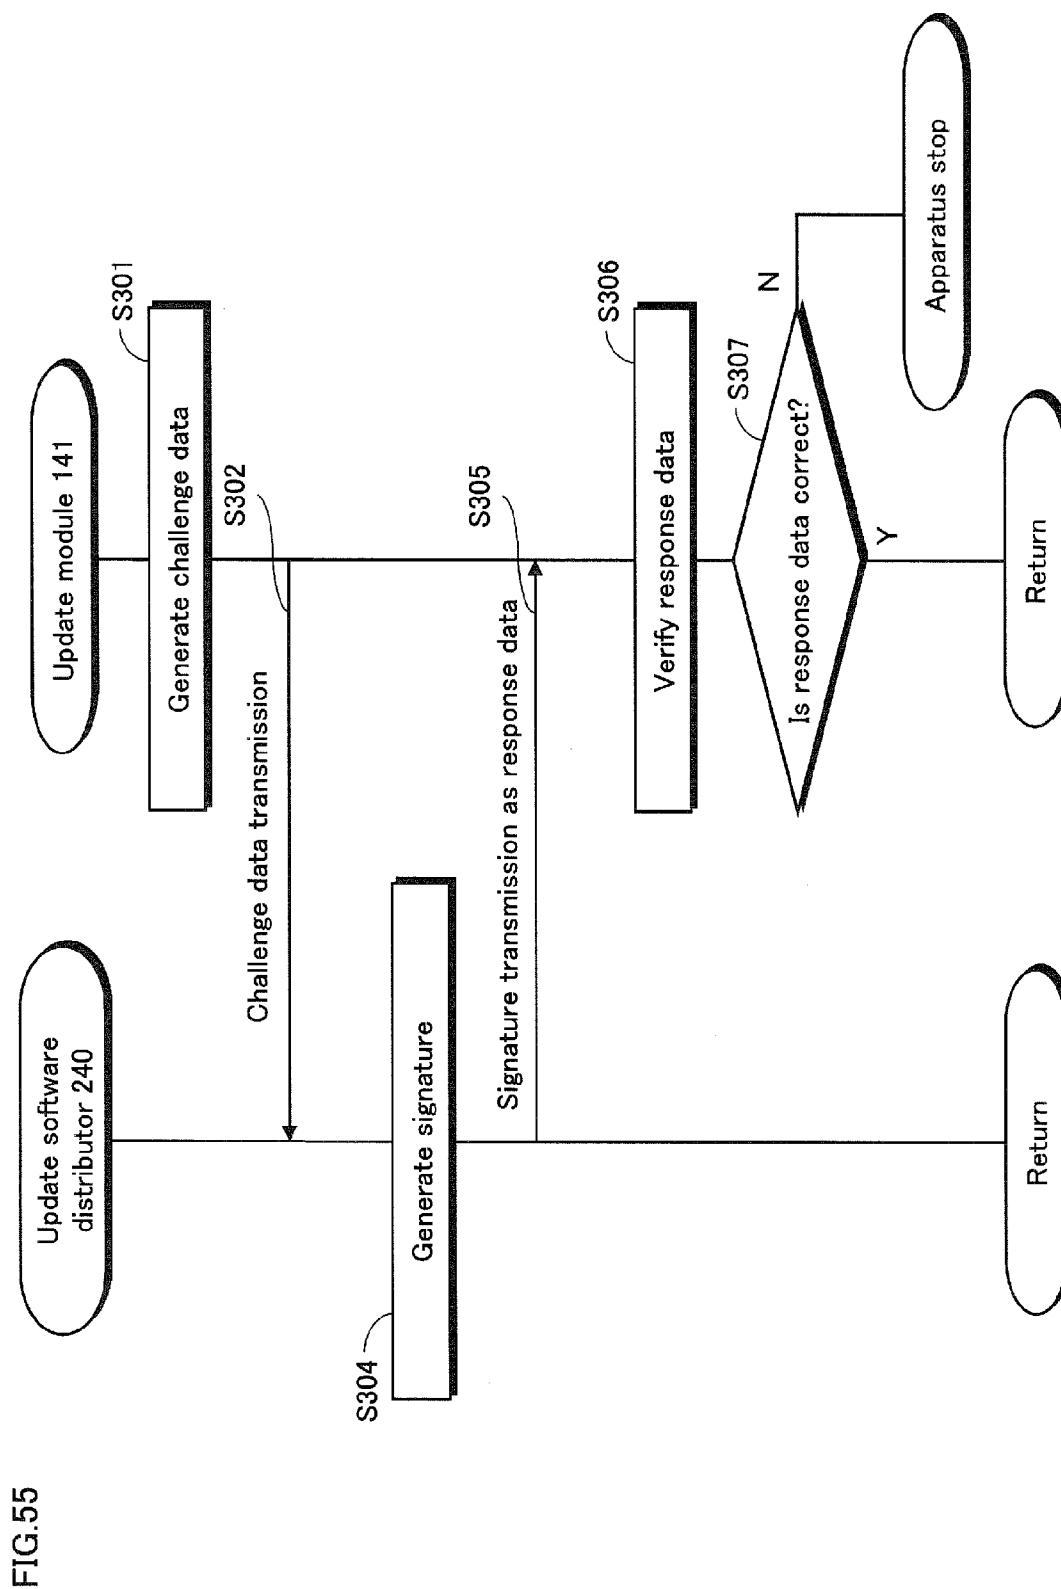 FIG.55
Update software
distributor 240
Update module 141
S301
Generate challenge data
S302
Challenge data transmission
S304
Generate signature
S305
Signature transmission as response data
S306
Verify response data
S307
Is response data correct?
N
Y
Apparatus stop
Return
Return